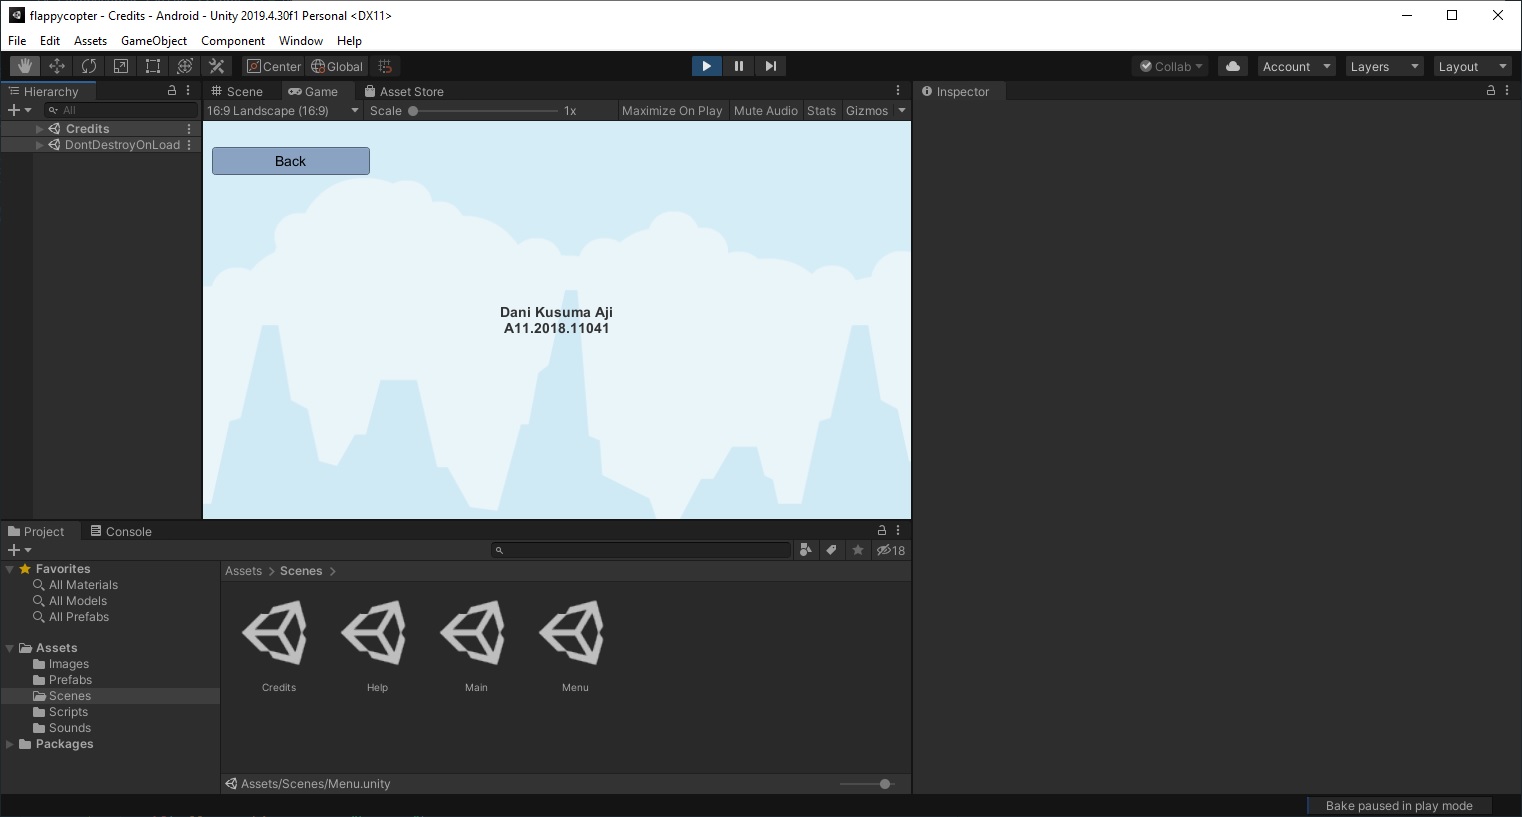 flappycopter - Credits - Android - Unity 2019.4.30f1 Personal <DX11>
File Edit Assets GameObject Component Window Help
Center Global Collab Account Layers Layout
Hierarchy Scene Game Asset Store Inspector
All 16:9 Landscape (16:9) Scale 1x Maximize On Play Mute Audio Stats Gizmos
Credits
DontDestroyOnLoad
Back
Dani Kusuma Aji
A11.2018.11041
Project Console
18
Favorites
All Materials
All Models
All Prefabs
Assets
Images
Prefabs
Scenes
Scripts
Sounds
Packages
Assets > Scenes >
Credits Help Main Menu
Assets/Scenes/Menu.unity
Bake paused in play mode